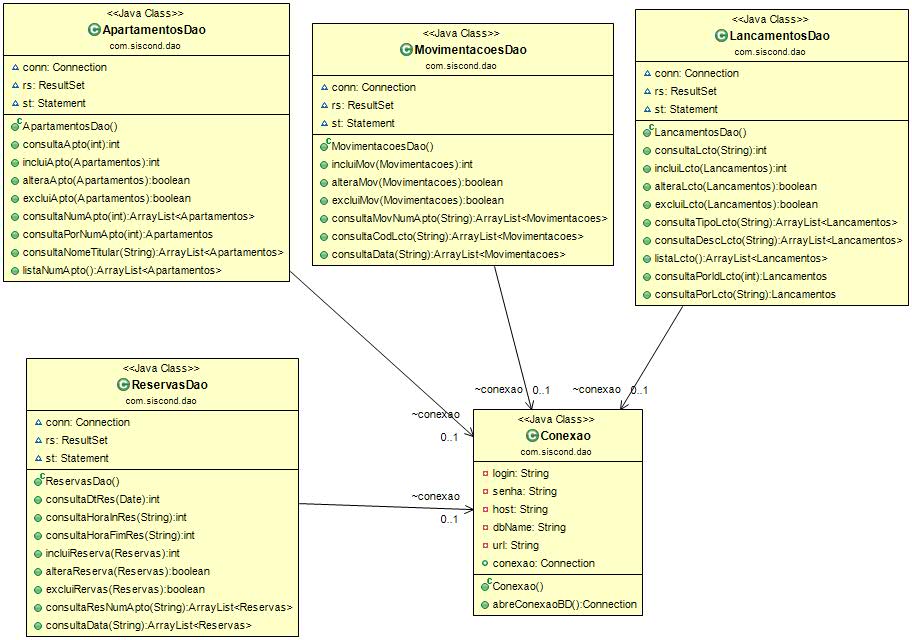 <<Java Class>>
ApartamentosDao
com.siscond.dao
conn: Connection
rs: ResultSet
st: Statement
ApartamentosDao()
consultaApto(int):int
incluiApto(Apartamentos):int
alteraApto(Apartamentos):boolean
excluiApto(Apartamentos):boolean
consultaNumApto(int):ArrayList<Apartamentos>
consultaPorNumApto(int):Apartamentos
consultaNomeTitular(String):ArrayList<Apartamentos>
listaNumApto():ArrayList<Apartamentos>
<<Java Class>>
MovimentacoesDao
com.siscond.dao
conn: Connection
rs: ResultSet
st: Statement
MovimentacoesDao()
incluiMov(Movimentacoes):int
alteraMov(Movimentacoes):boolean
excluiMov(Movimentacoes):boolean
consultaMovNumApto(String):ArrayList<Movimentacoes>
consultaCodLcto(String):ArrayList<Movimentacoes>
consultaData(String):ArrayList<Movimentacoes>
<<Java Class>>
LancamentosDao
com.siscond.dao
conn: Connection
rs: ResultSet
st: Statement
LancamentosDao()
consultaLcto(String):int
incluiLcto(Lancamentos):int
alteraLcto(Lancamentos):boolean
excluiLcto(Lancamentos):boolean
consultaTipoLcto(String):ArrayList<Lancamentos>
consultaDescLcto(String):ArrayList<Lancamentos>
listaLcto():ArrayList<Lancamentos>
consultaPorIdLcto(int):Lancamentos
consultaPorLcto(String):Lancamentos
~conexao 0..1
~conexao 0..1
~conexao
0..1
~conexao
0..1
<<Java Class>>
ReservasDao
com.siscond.dao
conn: Connection
rs: ResultSet
st: Statement
ReservasDao()
consultaDtRes(Date):int
consultaHoraInRes(String):int
consultaHoraFimRes(String):int
incluiReserva(Reservas):int
alteraReserva(Reservas):boolean
excluiRervas(Reservas):boolean
consultaResNumApto(String):ArrayList<Reservas>
consultaData(String):ArrayList<Reservas>
<<Java Class>>
Conexao
com.siscond.dao
login: String
senha: String
host: String
dbName: String
url: String
conexao: Connection
Conexao()
abreConexaoBD():Connection